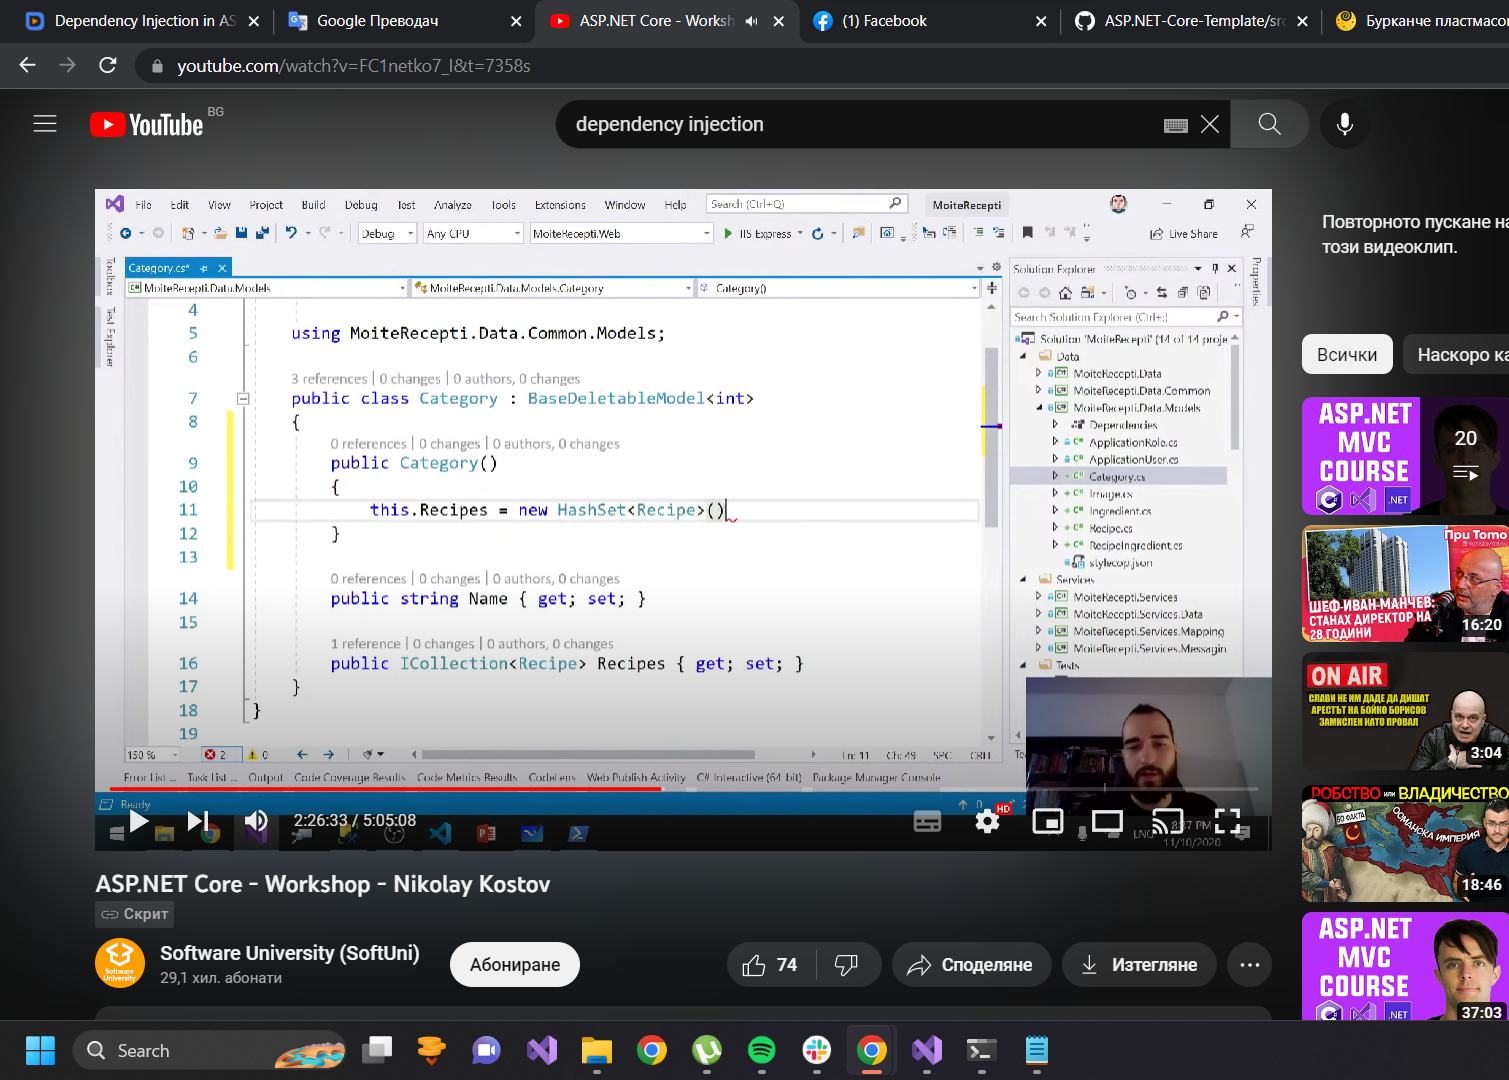 Dependency Injection in AS
Google Преводач
ASP.NET Core - Worksh
(1) Facebook
ASP.NET-Core-Template/src
Бурканче пластмасо
youtube.com/watch?v=FC1netko7_I&t=7358s
YouTube BG
dependency injection
File Edit View Project Build Debug Test Analyze Tools Extensions Window Help Search (Ctrl+Q) MoiteRecepti
Debug Any CPU MoiteRecepti.Web IIS Express Live Share
Toolbox
Test Explorer
Category.cs*
MoiteRecepti.Data.Models MoiteRecepti.Data.Models.Category Category()
4
5 using MoiteRecepti.Data.Common.Models;
6
3 references | 0 changes | 0 authors, 0 changes
7 public class Category : BaseDeletableModel<int>
8 {
0 references | 0 changes | 0 authors, 0 changes
9 public Category()
10 {
11 this.Recipes = new HashSet<Recipe>()
12 }
13
0 references | 0 changes | 0 authors, 0 changes
14 public string Name { get; set; }
15
1 reference | 0 changes | 0 authors, 0 changes
16 public ICollection<Recipe> Recipes { get; set; }
17 }
18 }
19
150 % 2 0 Ln: 11 Ch: 49 SPC CRLF
Error List ... Task List ... Output Code Coverage Results Code Metrics Results CodeLens Web Publish Activity C# Interactive (64 bit) Package Manager Console
Ready
Solution Explorer
Properties
Search Solution Explorer (Ctrl+;)
Solution 'MoiteRecepti' (14 of 14 proje
Data
MoiteRecepti.Data
MoiteRecepti.Data.Common
MoiteRecepti.Data.Models
Dependencies
ApplicationRole.cs
ApplicationUser.cs
Category.cs
Image.cs
Ingredient.cs
Recipe.cs
RecipeIngredient.cs
stylecop.json
Services
MoiteRecepti.Services
MoiteRecepti.Services.Data
MoiteRecepti.Services.Mapping
MoiteRecepti.Services.Messagin
Tests
2:26:33 / 5:05:08
HD
LNG
8:37 PM
11/10/2020
ASP.NET Core - Workshop - Nikolay Kostov
Скрит
Software University (SoftUni)
29,1 хил. абонати
Software University
Абониране
74
Споделяне
Изтегляне
Повторното пускане на
този видеоклип.
Всички
Наскоро ка
ASP.NET
MVC
COURSE
.NET
20
При Тото
ШЕФ-ИВАН-МАНЧЕВ:
СТАНАХ ДИРЕКТОР НА
28 ГОДИНИ
16:20
ON AIR
СЛАВИ НЕ ИМ ДАДЕ ДА ДИШАТ
АРЕСТЪТ НА БОЙКО БОРИСОВ
ЗАМИСЛЕН НАТО ПРОВАЛ
3:04
РОБСТВО или ВЛАДИЧЕСТВО
50 ФАКТА
ОСМАНСКА ИМПЕРИЯ
18:46
ASP.NET
MVC
COURSE
.NET
37:03
Search